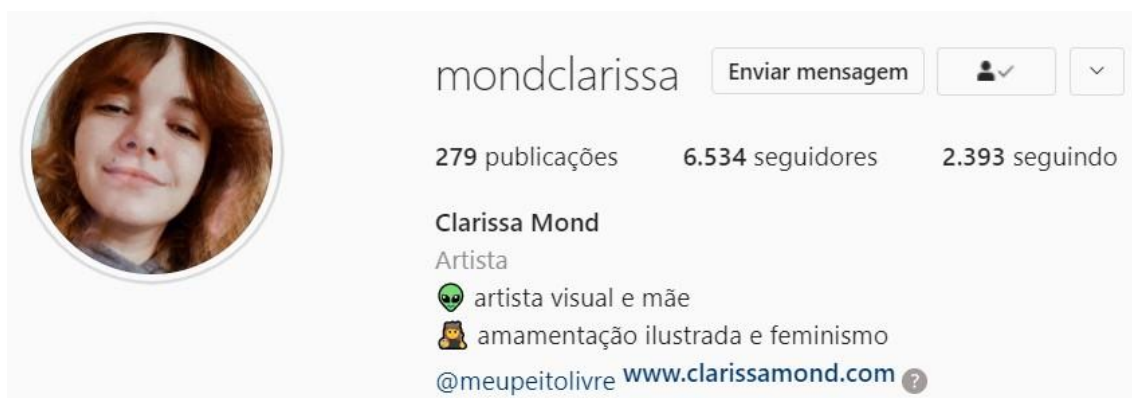 mondclarissa Enviar mensagem
279 publicações 6.534 seguidores 2.393 seguindo
Clarissa Mond
Artista
👽 artista visual e mãe
amamentação ilustrada e feminismo
@meupeitolivre www.clarissamond.com ?